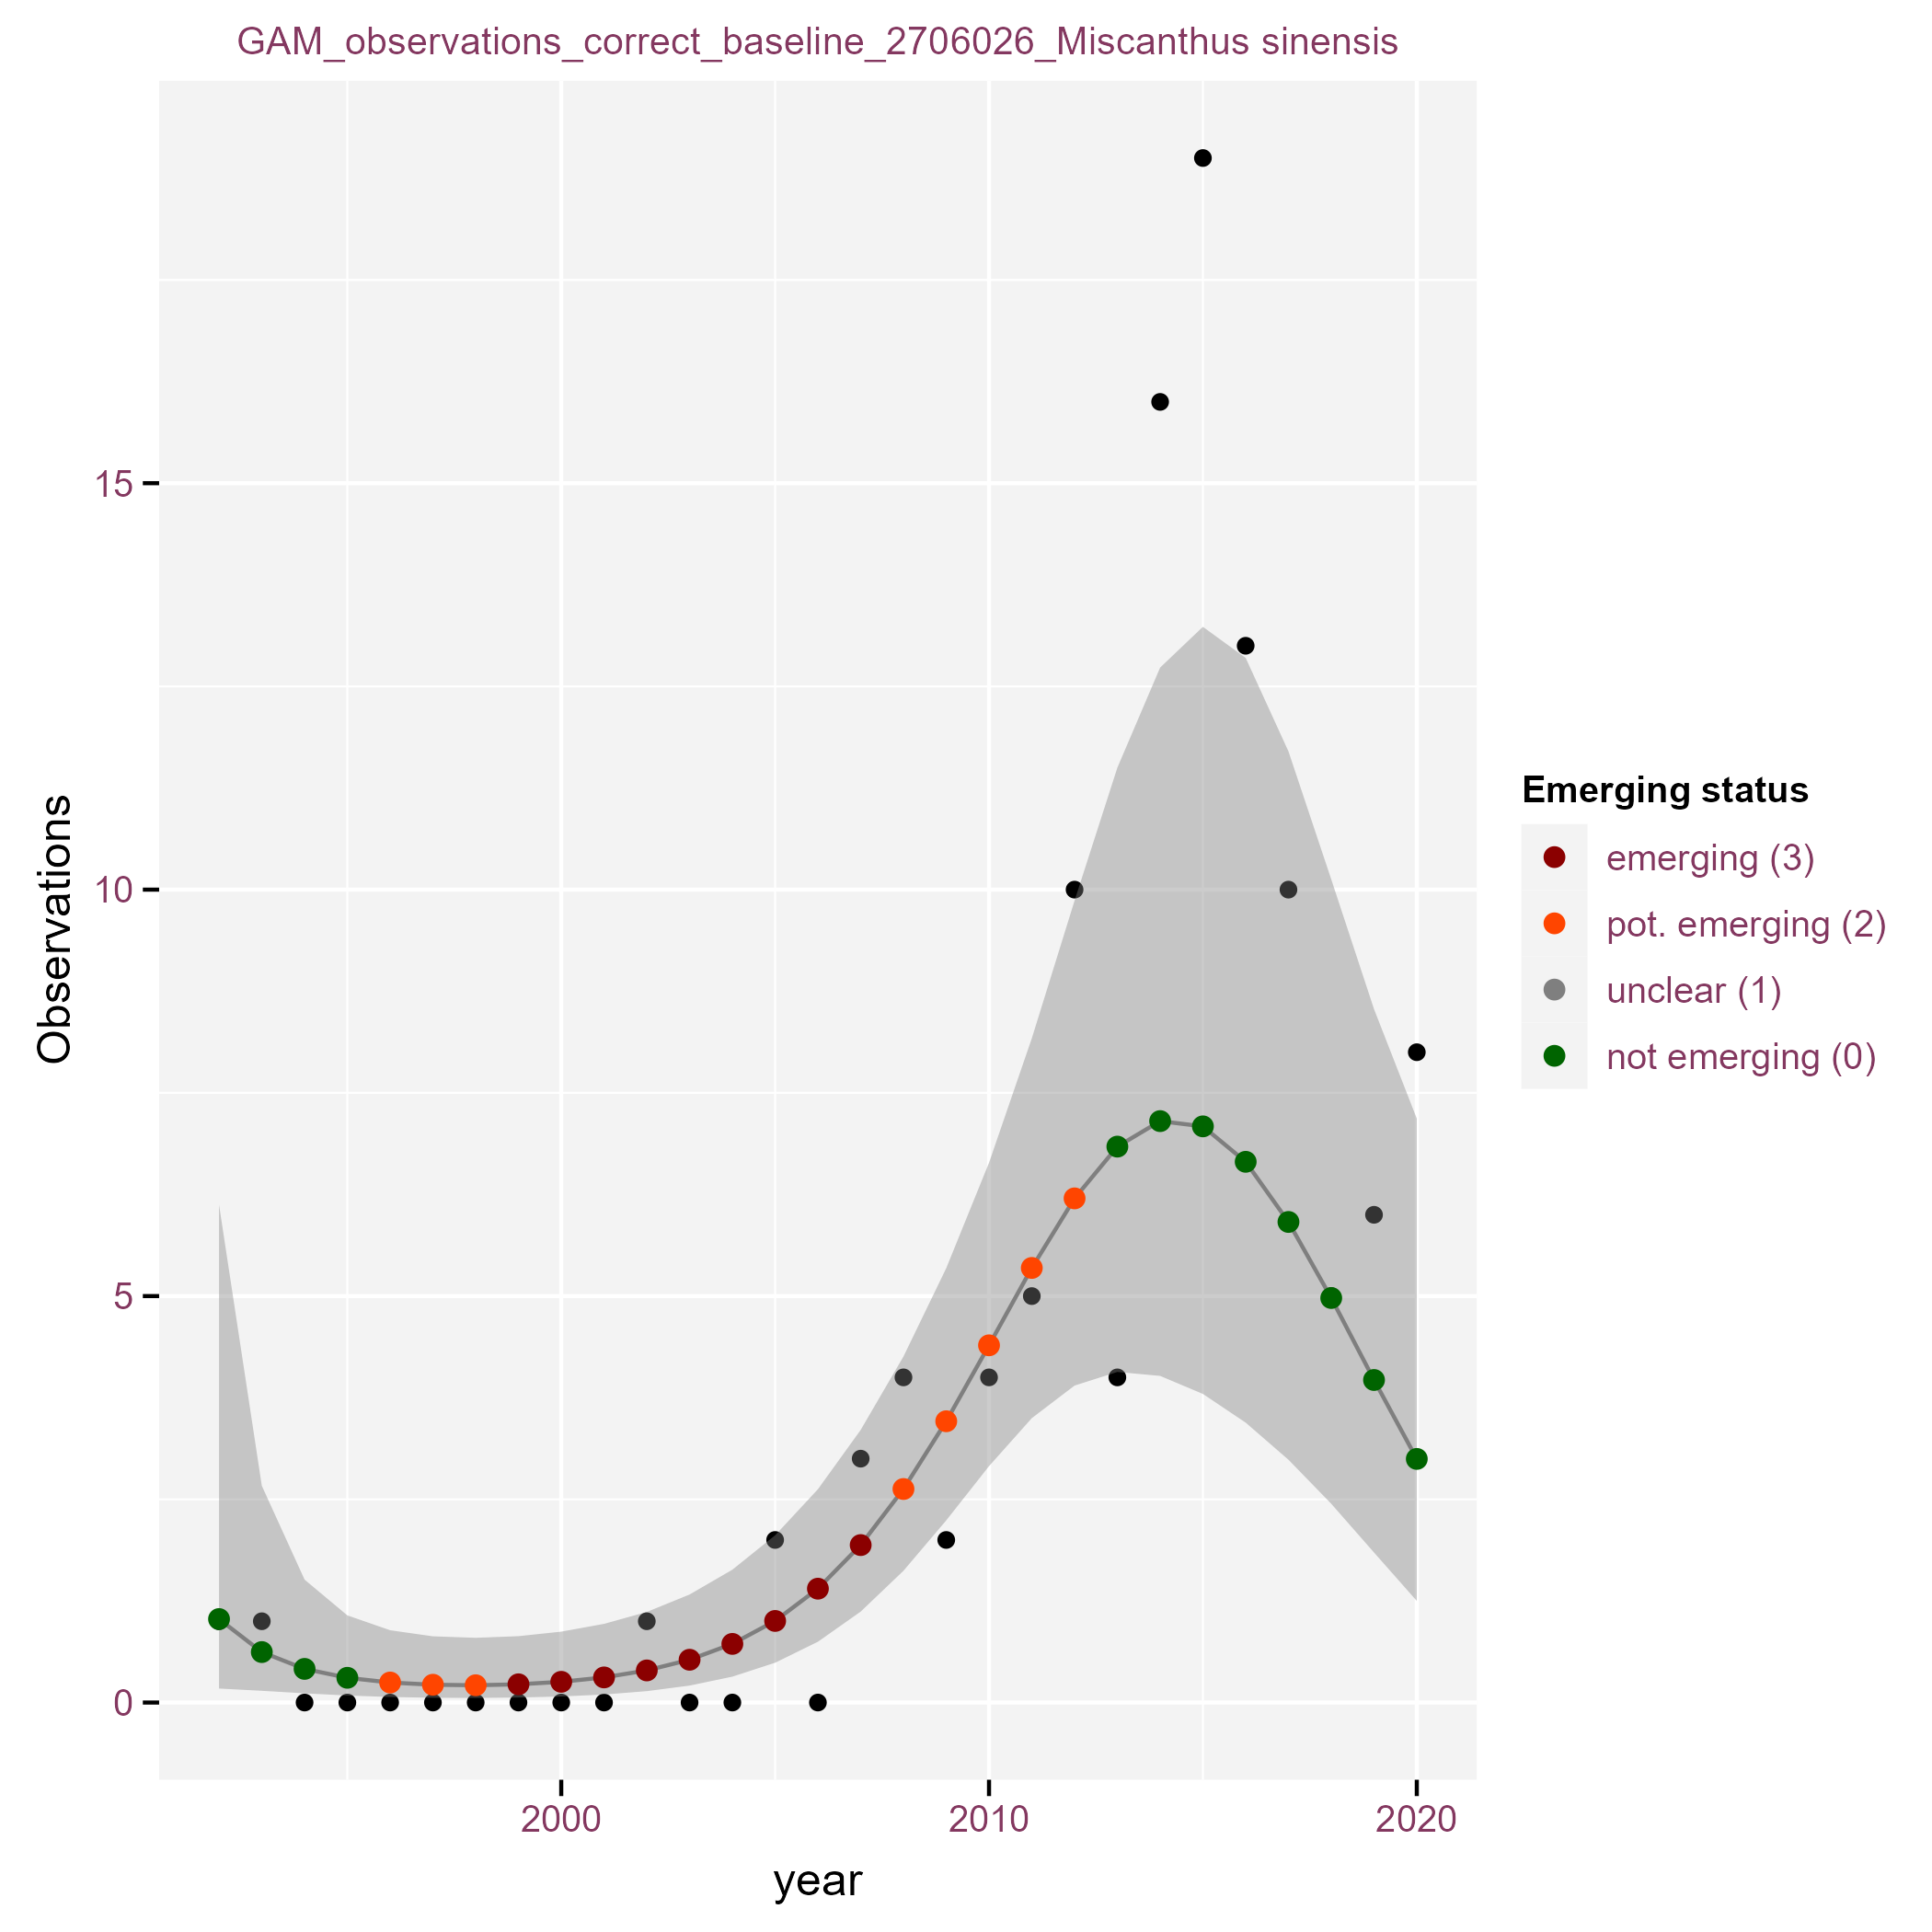 GAM_observations_correct_baseline_2706026_Miscanthus sinensis
Observations
15
10
5
0
2000
2010
2020
year
Emerging status
emerging (3)
pot. emerging (2)
unclear (1)
not emerging (0)